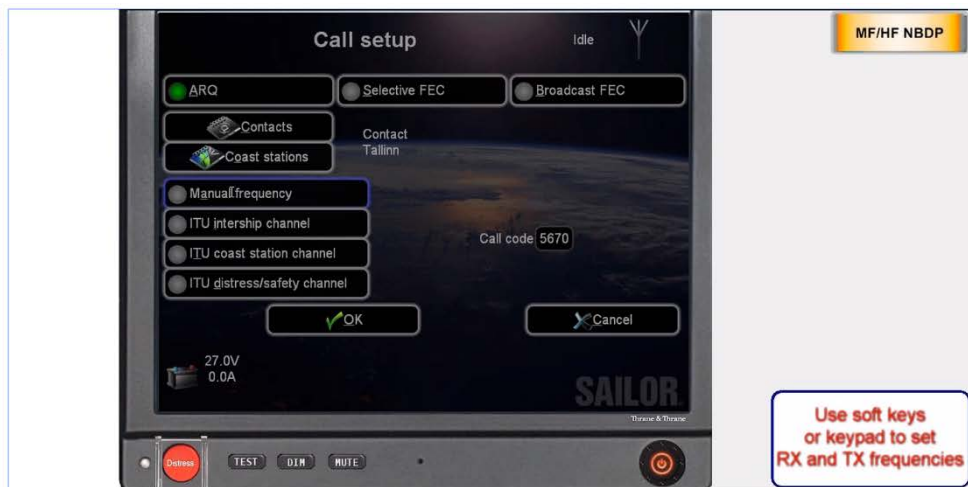 Call setup
Idle
MF/HF NBDP
ARQ
Selective FEC
Broadcast FEC
Contacts
Coast stations
Contact
Tallinn
Manual frequency
ITU intership channel
ITU coast station channel
ITU distress/safety channel
Call code 5670
OK
Cancel
27.0V
0.0A
SAILOR
Thrane & Thrane
Distress
TEST
DIM
MUTE
Use soft keys
or keypad to set
RX and TX frequencies